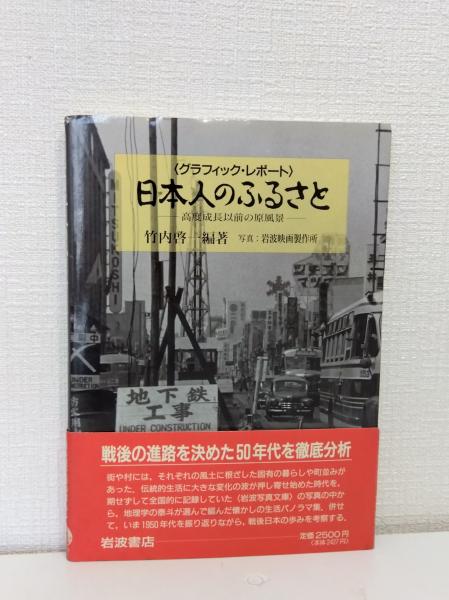 〈グラフィック・レポート〉
日本人のふるさと
高度成長以前の原風景
竹内啓一編著 写真:岩波映画製作所
MITSUKOSHI
地下鉄
工事
UNDER CONSTRUCTION
戦後の進路を決めた50年代を徹底分析
街や村には、それぞれの風土に根ざした固有の暮らしや町並みが
あった。伝統的生活に大きな変化の波が押し寄せ始めた時代を、
期せずして全国的に記録していた〈岩波写真文庫〉の写真の中か
ら、地理学の泰斗が選んで編んだ懐かしの生活パノラマ集。併せ
て、いま1950年代を振り返りながら、戦後日本の歩みを考察する。
岩波書店
定価2500円
(本体2427円)